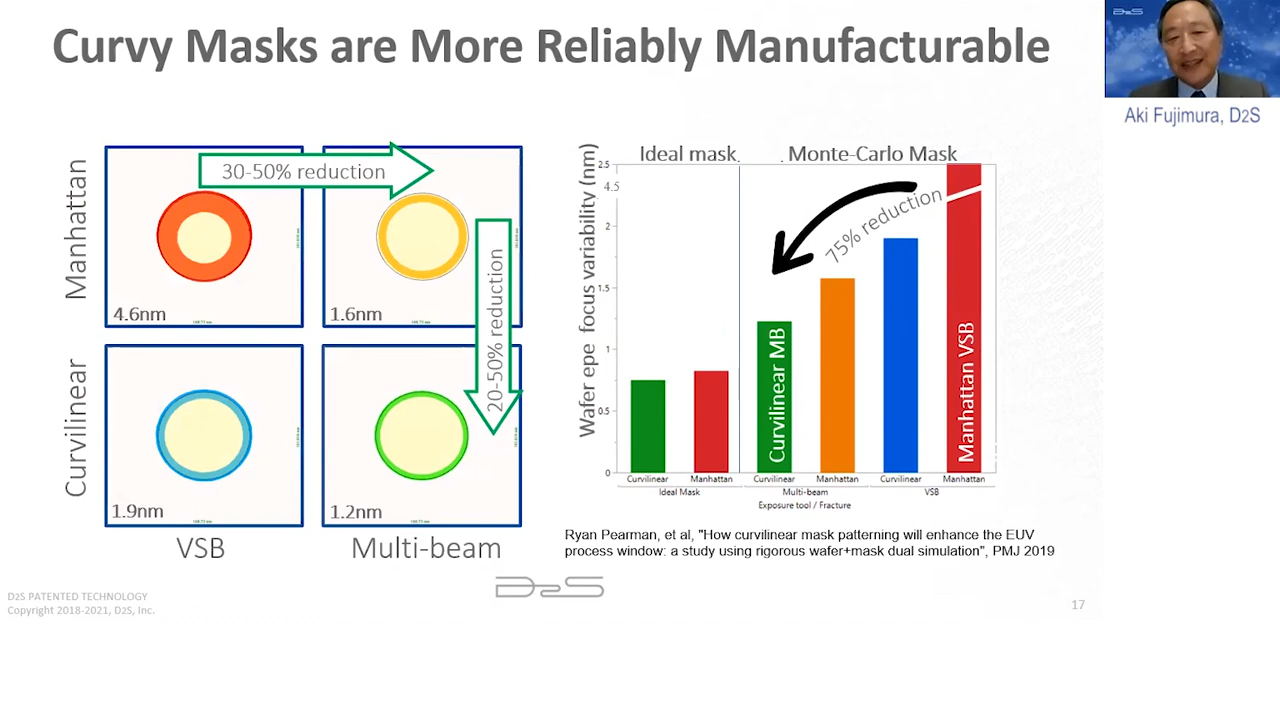 Curvy Masks are More Reliably Manufacturable
D2S
Aki Fujimura, D2S
Manhattan
Curvilinear
30-50% reduction
20-50% reduction
4.6nm
1.6nm
1.9nm
1.2nm
VSB
Multi-beam
Ideal mask
Monte-Carlo Mask
Wafer epe focus variability (nm)
2.5
4.5
2
1.5
1
0.5
0
75% reduction
Curvilinear MB
Manhattan VSB
Curvilinear
Manhattan
Curvilinear
Manhattan
Curvilinear
Manhattan
Ideal Mask
Multi-beam
VSB
Exposure tool / Fracture
Ryan Pearman, et al, "How curvilinear mask patterning will enhance the EUV
process window: a study using rigorous wafer+mask dual simulation", PMJ 2019
D2S
D2S PATENTED TECHNOLOGY
Copyright 2018-2021, D2S, Inc.
17